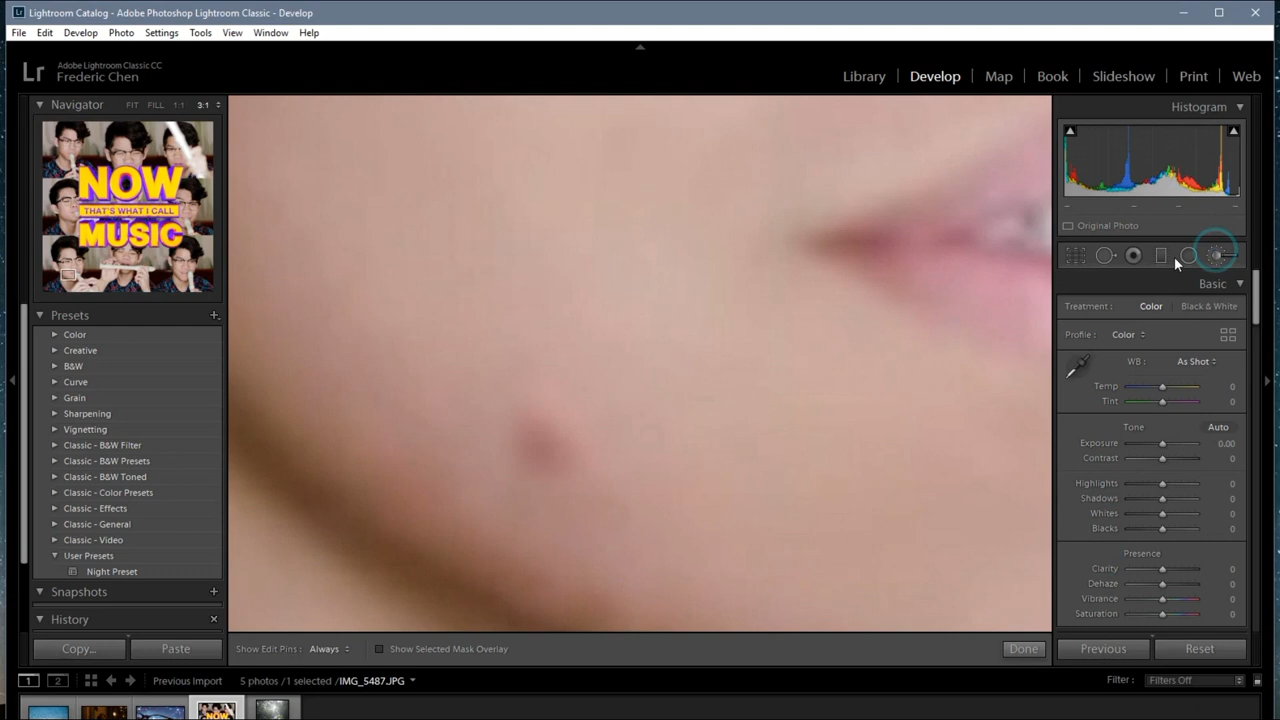 Lr Lightroom Catalog - Adobe Photoshop Lightroom Classic - Develop
File Edit Develop Photo Settings Tools View Window Help
Lr Adobe Lightroom Classic CC
Frederic Chen
Library | Develop | Map | Book | Slideshow | Print | Web
Navigator FIT FILL 1:1 3:1
NOW
THAT'S WHAT I CALL
MUSIC
Presets +
Color
Creative
B&W
Curve
Grain
Sharpening
Vignetting
Classic - B&W Filter
Classic - B&W Presets
Classic - B&W Toned
Classic - Color Presets
Classic - Effects
Classic - General
Classic - Video
User Presets
Night Preset
Snapshots +
History
Copy... Paste
Show Edit Pins : Always Show Selected Mask Overlay Done
Histogram
Original Photo
Basic
Treatment : Color Black & White
Profile : Color
WB : As Shot
Temp 0
Tint 0
Tone Auto
Exposure 0.00
Contrast 0
Highlights 0
Shadows 0
Whites 0
Blacks 0
Presence
Clarity 0
Dehaze 0
Vibrance 0
Saturation 0
Previous Reset
1 2 Previous Import 5 photos / 1 selected / IMG_5487.JPG Filter : Filters Off
NOW